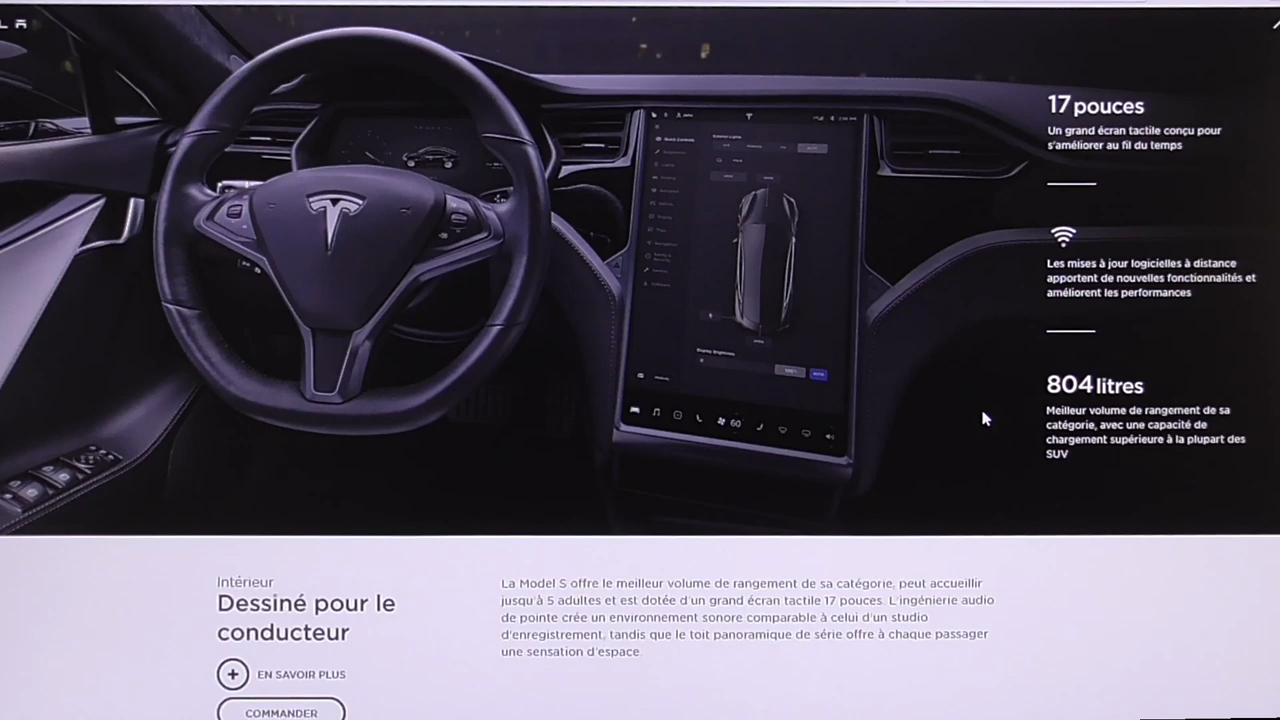 17 pouces
Un grand écran tactile conçu pour
s'améliorer au fil du temps
Les mises à jour logicielles à distance
apportent de nouvelles fonctionnalités et
améliorent les performances
804 litres
Meilleur volume de rangement de sa
catégorie, avec une capacité de
chargement supérieure à la plupart des
SUV
60
Intérieur
Dessiné pour le
conducteur
EN SAVOIR PLUS
COMMANDER
La Model S offre le meilleur volume de rangement de sa catégorie, peut accueillir
jusqu'à 5 adultes et est dotée d'un grand écran tactile 17 pouces. L'ingénierie audio
de pointe crée un environnement sonore comparable à celui d'un studio
d'enregistrement, tandis que le toit panoramique de série offre à chaque passager
une sensation d'espace.